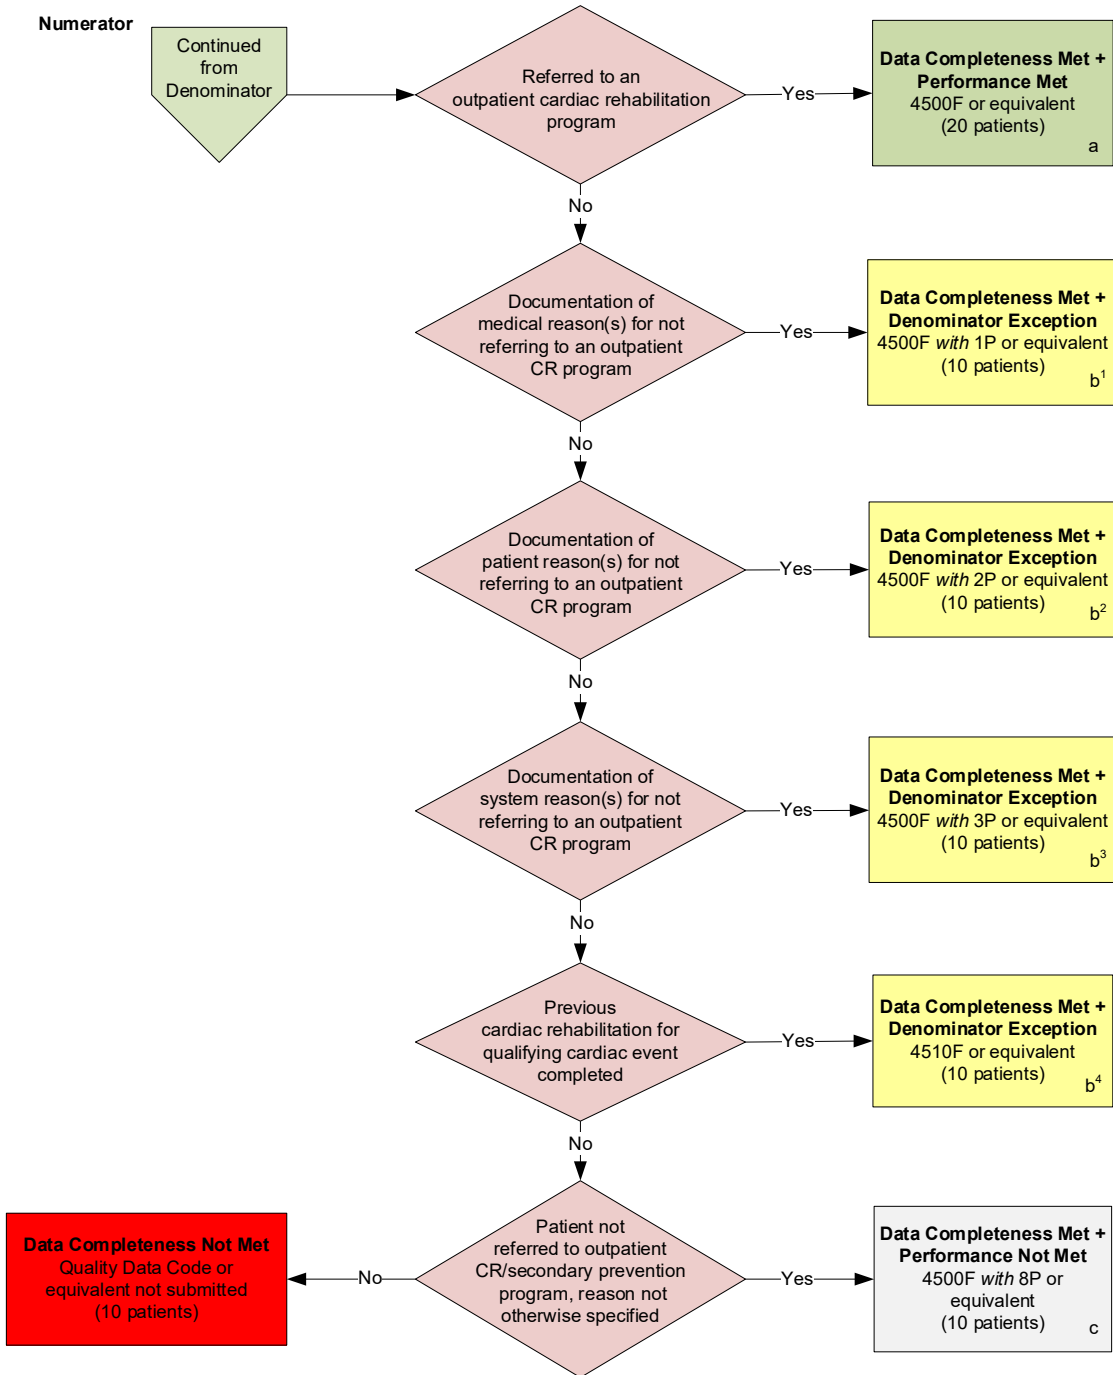 Numerator
Continued
from
Denominator
Referred to an
outpatient cardiac rehabilitation
program
Yes
Data Completeness Met +
Performance Met
4500F or equivalent
(20 patients)
a
No
Documentation of
medical reason(s) for not
referring to an outpatient
CR program
Yes
Data Completeness Met +
Denominator Exception
4500F with 1P or equivalent
(10 patients)
b¹
No
Documentation of
patient reason(s) for not
referring to an outpatient
CR program
Yes
Data Completeness Met +
Denominator Exception
4500F with 2P or equivalent
(10 patients)
b²
No
Documentation of
system reason(s) for not
referring to an outpatient
CR program
Yes
Data Completeness Met +
Denominator Exception
4500F with 3P or equivalent
(10 patients)
b³
No
Previous
cardiac rehabilitation for
qualifying cardiac event
completed
Yes
Data Completeness Met +
Denominator Exception
4510F or equivalent
(10 patients)
b⁴
No
Patient not
referred to outpatient
CR/secondary prevention
program, reason not
otherwise specified
Yes
Data Completeness Met +
Performance Not Met
4500F with 8P or
equivalent
(10 patients)
c
No
Data Completeness Not Met
Quality Data Code or
equivalent not submitted
(10 patients)